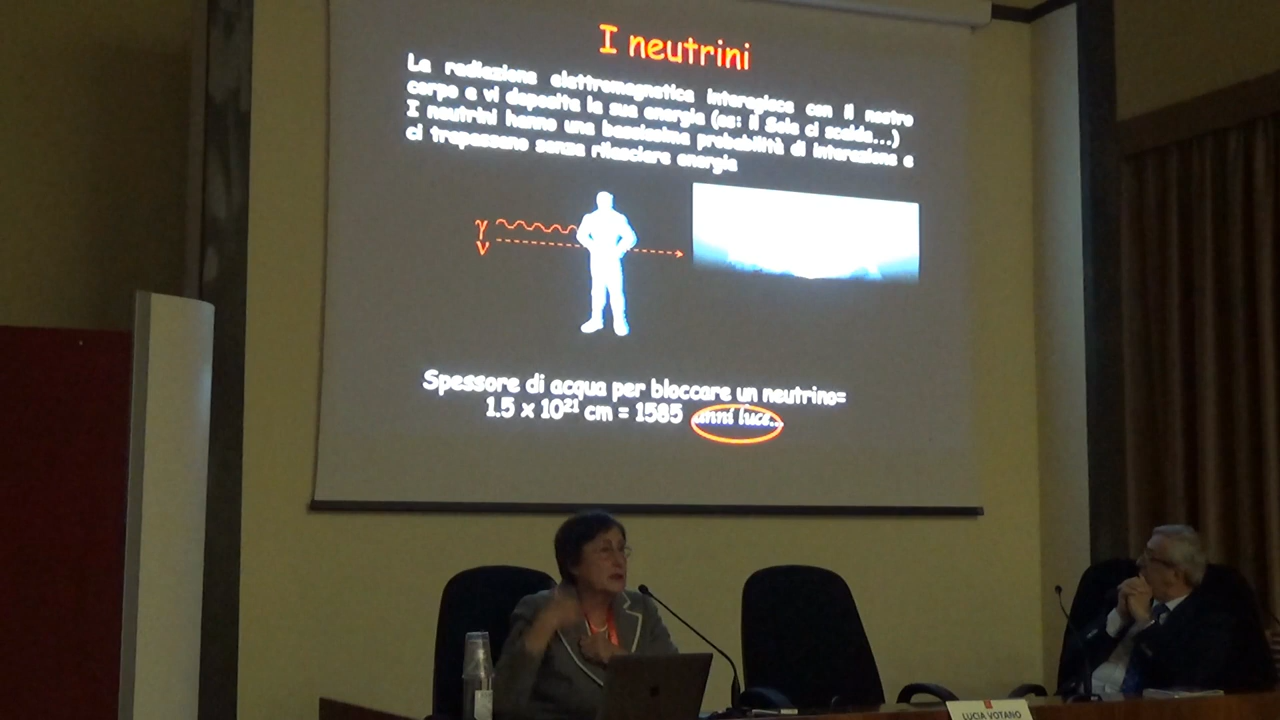 I neutrini
La radiazione elettromagnetica interagisce con il nostro
corpo e vi deposita la sua energia (es: il Sole ci scalda...)
I neutrini hanno una bassissima probabilità di interazione e
ci trapassano senza rilasciare energia
γ
ν
Spessore di acqua per bloccare un neutrino=
1.5 x 10²¹ cm = 1585 anni luce...
LUCIA VOTANO